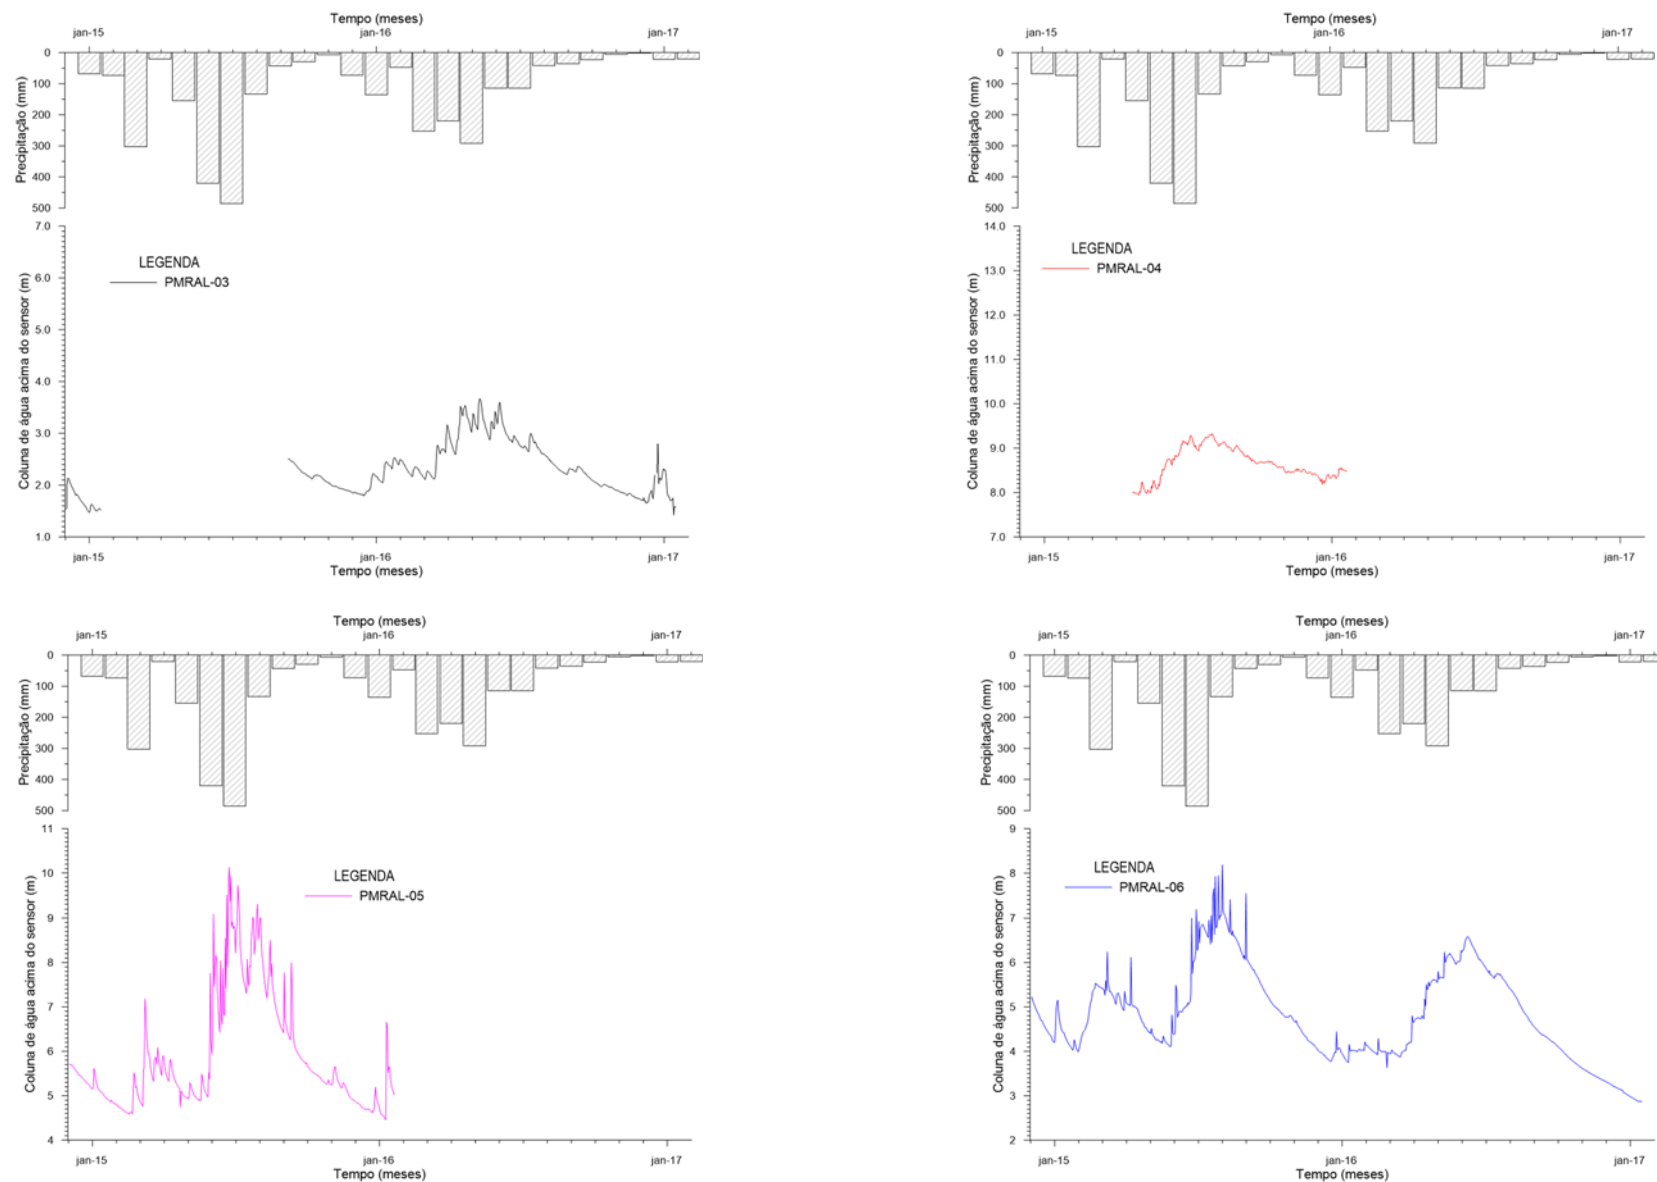 Tempo (meses)
jan-15 jan-16 jan-17
Precipitação (mm)
0
100
200
300
400
500
Coluna de água acima do sensor (m)
7.0
6.0
5.0
4.0
3.0
2.0
1.0
LEGENDA
PMRAL-03
jan-15 jan-16 jan-17
Tempo (meses)
Tempo (meses)
jan-15 jan-16 jan-17
Precipitação (mm)
0
100
200
300
400
500
Coluna de água acima do sensor (m)
14.0
13.0
12.0
11.0
10.0
9.0
8.0
7.0
LEGENDA
PMRAL-04
jan-15 jan-16 jan-17
Tempo (meses)
Tempo (meses)
jan-15 jan-16 jan-17
Precipitação (mm)
0
100
200
300
400
500
Coluna de água acima do sensor (m)
11
10
9
8
7
6
5
4
LEGENDA
PMRAL-05
jan-15 jan-16 jan-17
Tempo (meses)
Tempo (meses)
jan-15 jan-16 jan-17
Precipitação (mm)
0
100
200
300
400
500
Coluna de água acima do sensor (m)
9
8
7
6
5
4
3
2
LEGENDA
PMRAL-06
jan-15 jan-16 jan-17
Tempo (meses)